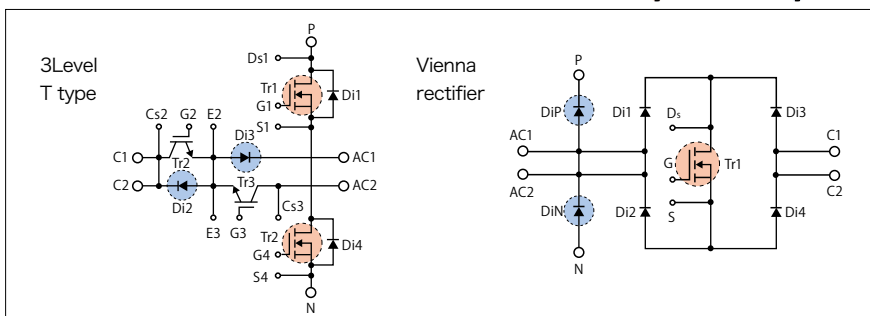 3Level
T type
P
Ds1
Tr1
G1
Di1
S1
Cs2
G2
E2
Di3
C1
AC1
Tr2
Tr3
C2
AC2
Di2
Cs3
E3
G3
Tr2
G4
Di4
S4
N
Vienna
rectifier
P
DiP
Di1
Di3
Ds
AC1
C1
G
Tr1
AC2
C2
S
DiN
Di2
Di4
N